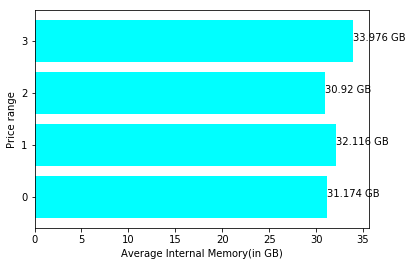 3
33.976 GB
2
30.92 GB
1
32.116 GB
0
31.174 GB
Price range
0 5 10 15 20 25 30 35
Average Internal Memory(in GB)